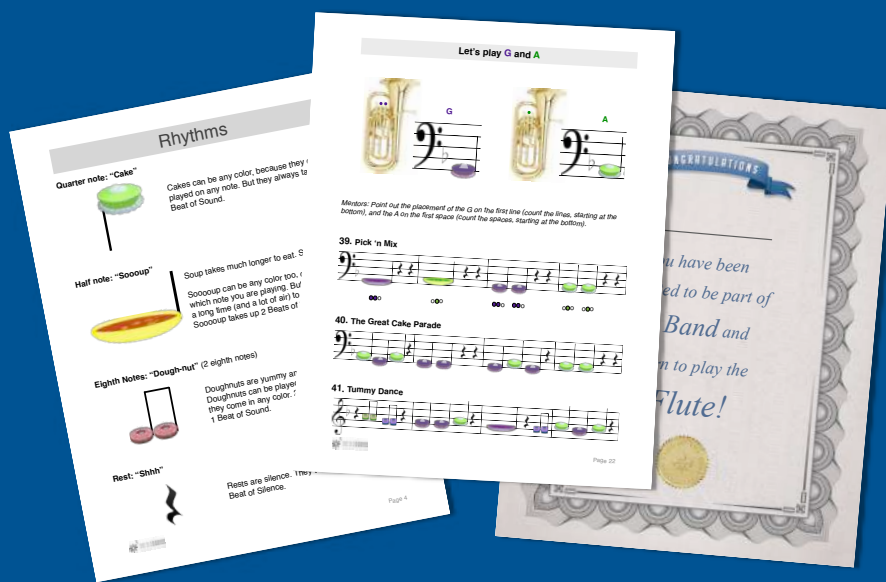 Rhythms
Quarter note: “Cake”
Cakes can be any color, because they
played on any note. But they always
Beat of Sound.
Half note: “Soooup”
Soup takes much longer to eat.
Sooooup can be any color too,
which note you are playing.
a long time (and a lot of air) to
Sooooup takes up 2 Beats of
Eighth Notes: “Dough-nut” (2 eighth notes)
Doughnuts are yummy
Doughnuts can be
they come in any color.
1 Beat of Sound.
Rest: “Shhh”
Rests are silence. They
Beat of Silence.
Page 4
Let’s play G and A
G
A
Mentors: Point out the placement of the G on the first line (count the lines, starting at the
bottom), and the A on the first space (count the spaces, starting at the bottom).
39. Pick ‘n Mix
40. The Great Cake Parade
41. Tummy Dance
Page 22
have been
to be part of
Band and
to play the
Flute!